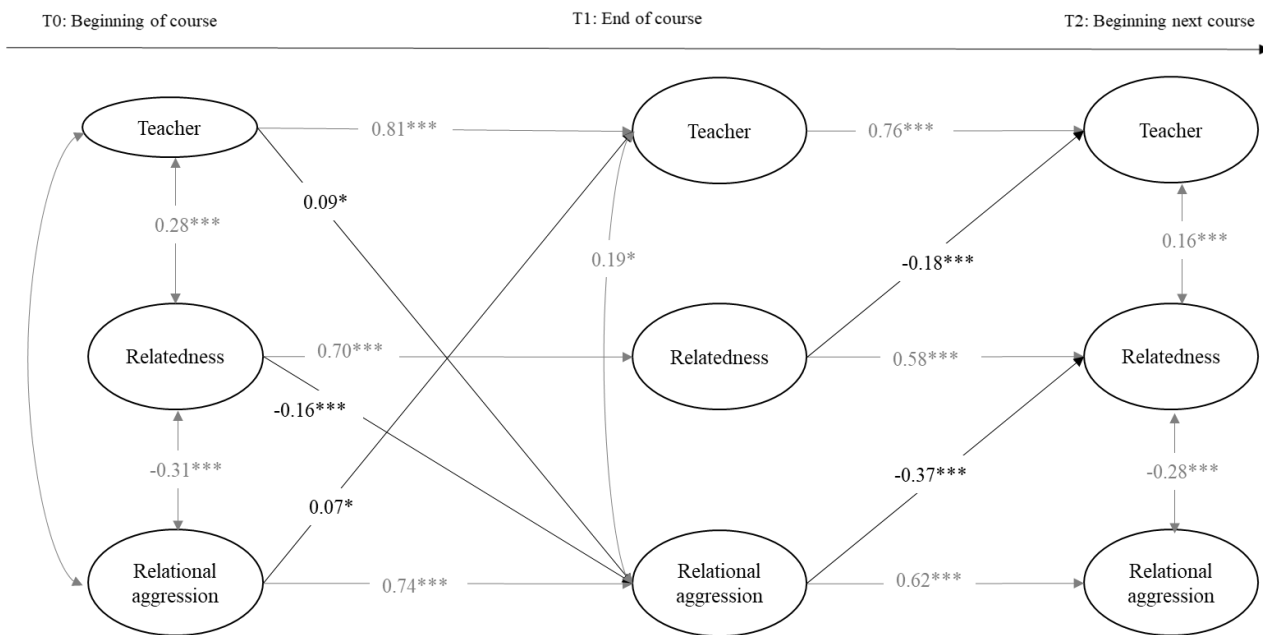 T0: Beginning of course
T1: End of course
T2: Beginning next course
Teacher
0.81***
Teacher
0.76***
Teacher
0.28***
0.09*
0.19*
-0.18***
0.16***
Relatedness
0.70***
Relatedness
0.58***
Relatedness
-0.16***
-0.31***
0.07*
-0.37***
-0.28***
Relational
aggression
0.74***
Relational
aggression
0.62***
Relational
aggression